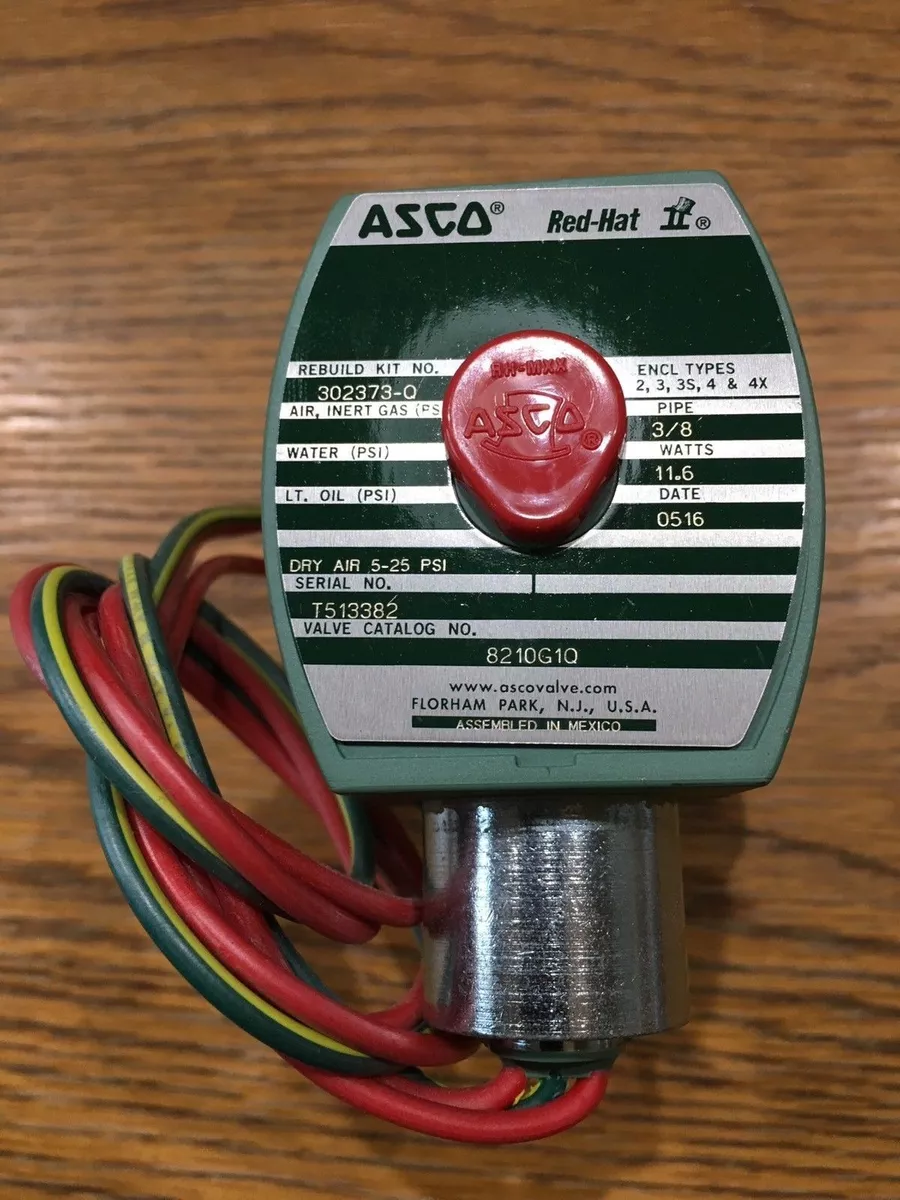 ASCO® Red-Hat II®
REBUILD KIT NO.
302373-Q
ENCL TYPES
2, 3, 3S, 4 & 4X
AIR, INERT GAS (PS
PIPE
3/8
WATER (PSI)
WATTS
11.6
LT. OIL (PSI)
DATE
0516
RH-MXX
ASCO®
DRY AIR 5-25 PSI
SERIAL NO.
T513382
VALVE CATALOG NO.
8210G1Q
www.ascovalve.com
FLORHAM PARK, N.J., U.S.A.
ASSEMBLED IN MEXICO